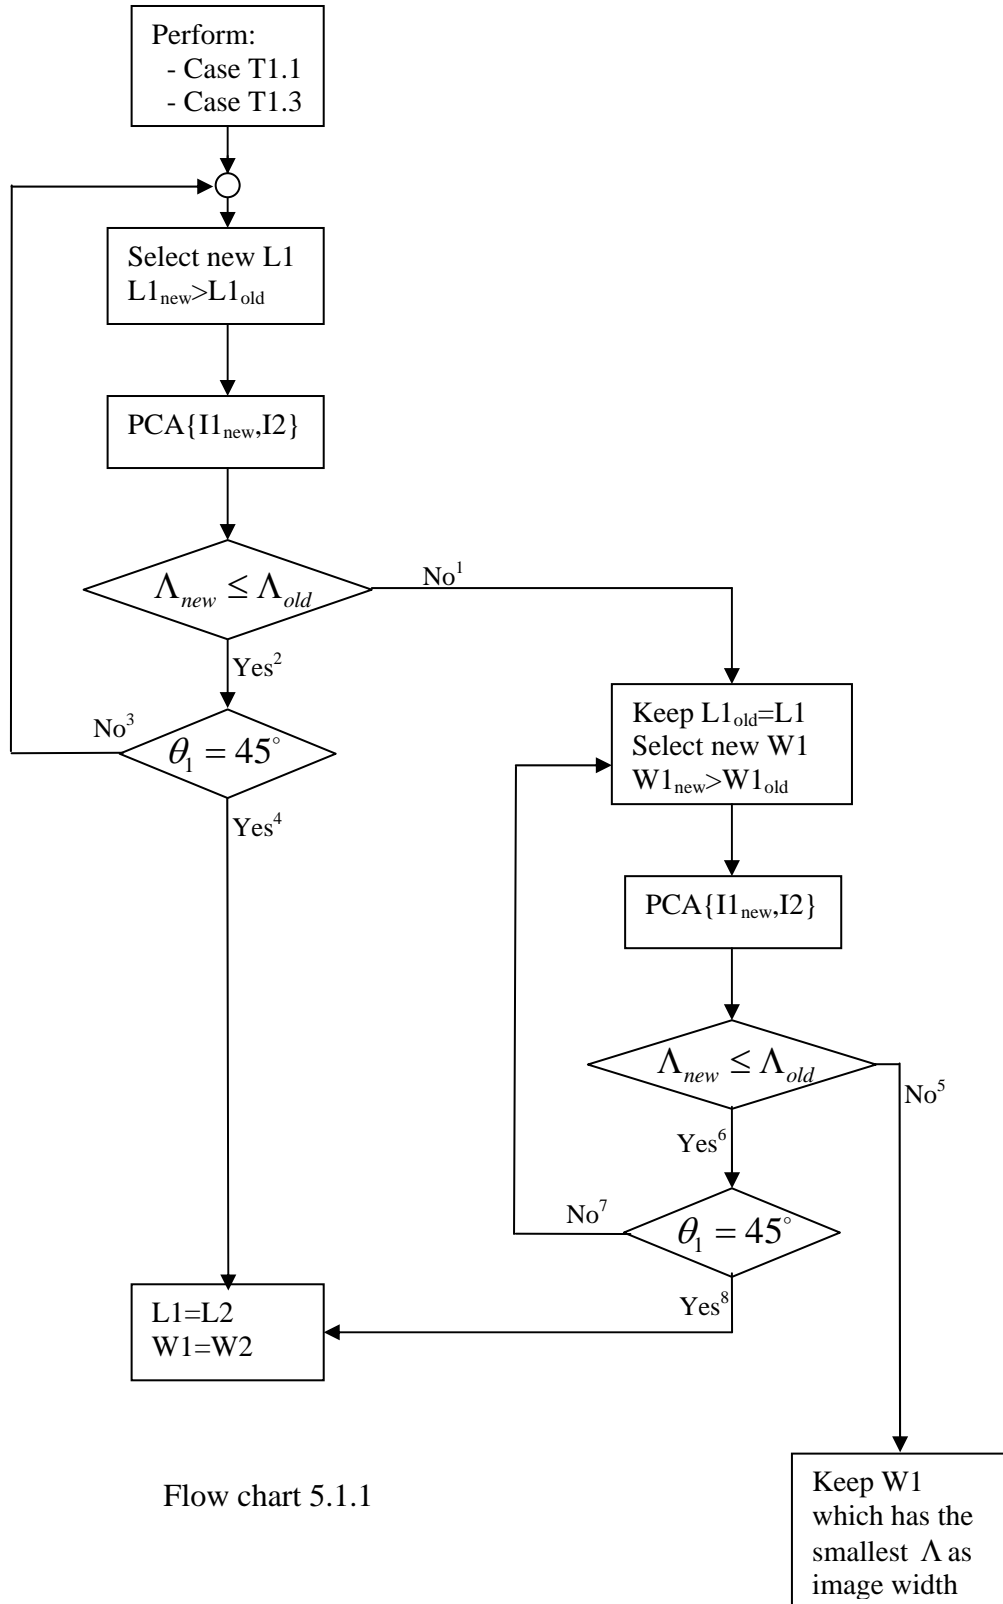 Perform:
- Case T1.1
- Case T1.3
Select new L1
L1new>L1old
PCA{I1new,I2}
Λnew ≤ Λold
No¹
Yes²
No³
θ₁ = 45°
Yes⁴
Keep L1old=L1
Select new W1
W1new>W1old
PCA{I1new,I2}
Λnew ≤ Λold
No⁵
Yes⁶
No⁷
θ₁ = 45°
Yes⁸
L1=L2
W1=W2
Keep W1
which has the
smallest Λ as
image width
Flow chart 5.1.1